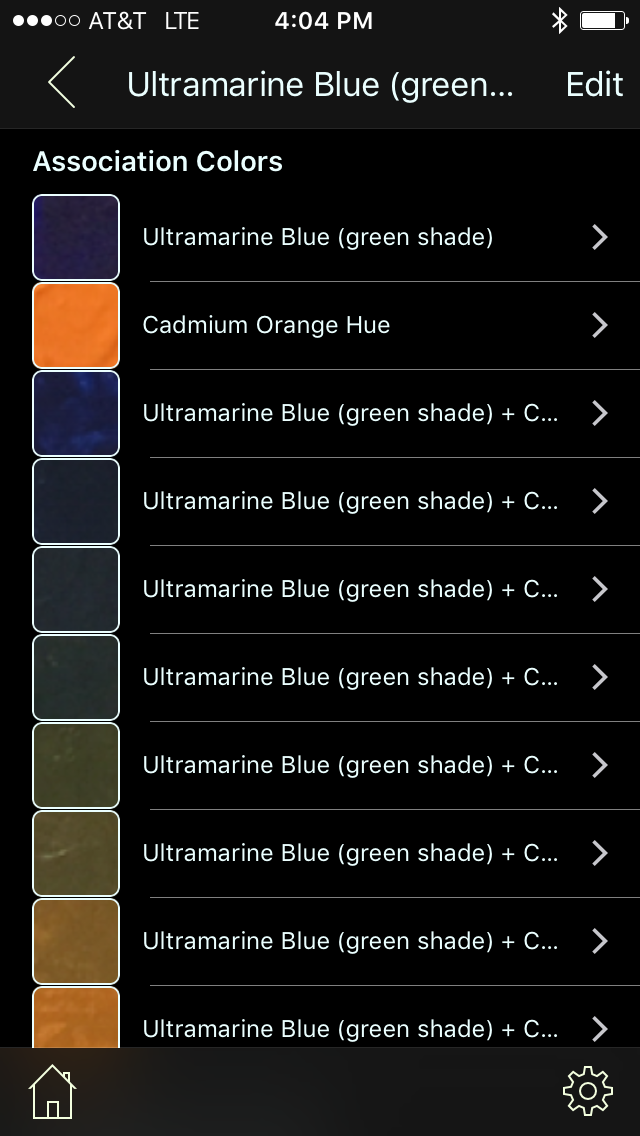 AT&T LTE 4:04 PM
Ultramarine Blue (green... Edit
Association Colors
Ultramarine Blue (green shade)
Cadmium Orange Hue
Ultramarine Blue (green shade) + C...
Ultramarine Blue (green shade) + C...
Ultramarine Blue (green shade) + C...
Ultramarine Blue (green shade) + C...
Ultramarine Blue (green shade) + C...
Ultramarine Blue (green shade) + C...
Ultramarine Blue (green shade) + C...
Ultramarine Blue (green shade) + C...